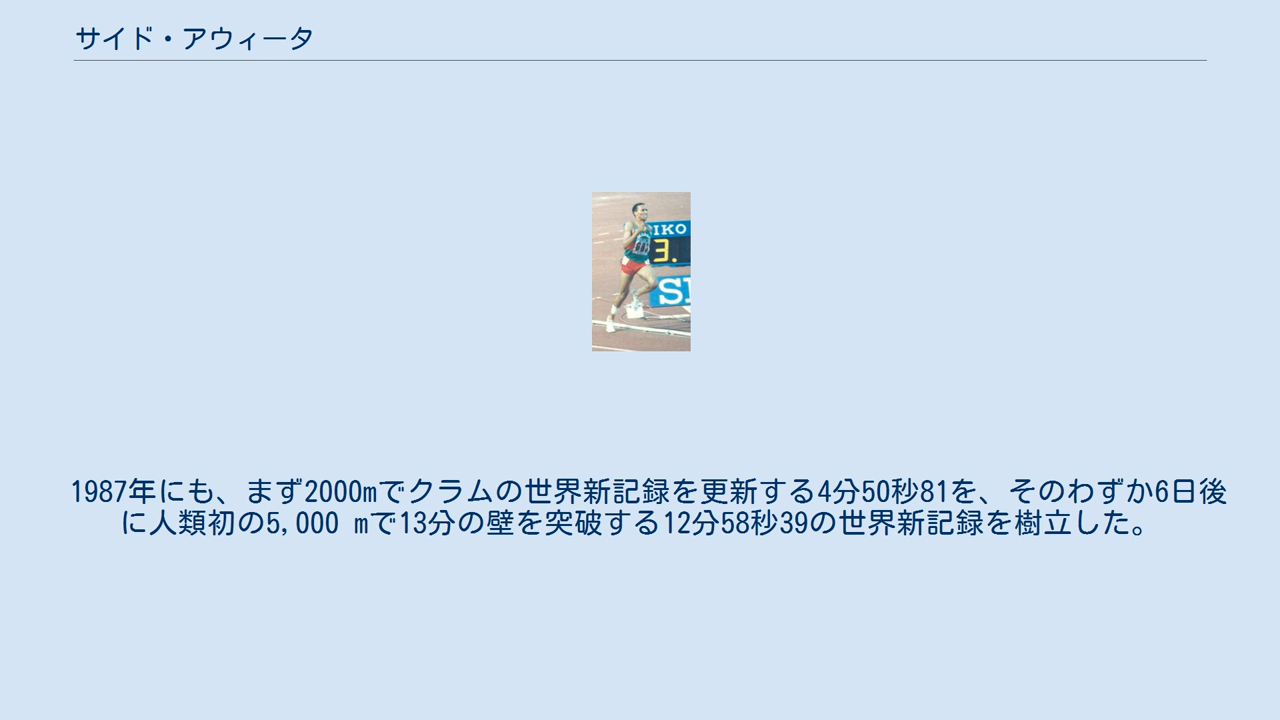 サイド・アウィータ
IKO
3.
1987年にも、まず2000mでクラムの世界新記録を更新する4分50秒81を、そのわずか6日後
に人類初の5,000 mで13分の壁を突破する12分58秒39の世界新記録を樹立した。